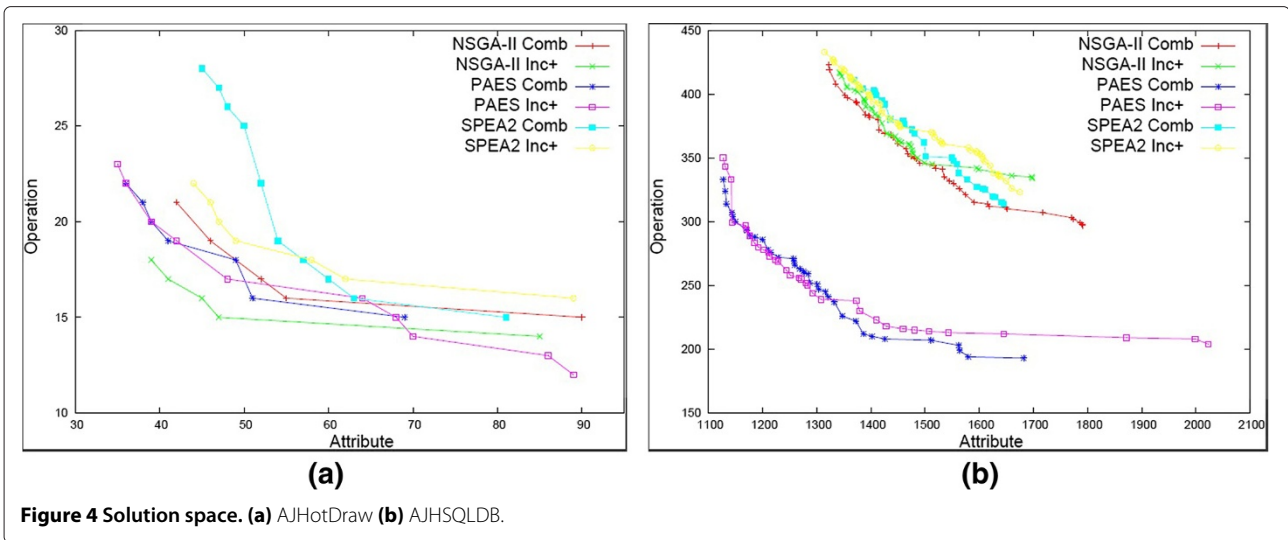 30
25
20
15
10
30 40 50 60 70 80 90
Operation
Attribute
NSGA-II Comb
NSGA-II Inc+
PAES Comb
PAES Inc+
SPEA2 Comb
SPEA2 Inc+
(a)
450
400
350
300
250
200
150
1100 1200 1300 1400 1500 1600 1700 1800 1900 2000 2100
Operation
Attribute
NSGA-II Comb
NSGA-II Inc+
PAES Comb
PAES Inc+
SPEA2 Comb
SPEA2 Inc+
(b)
Figure 4 Solution space. (a) AJHotDraw (b) AJHSQLDB.